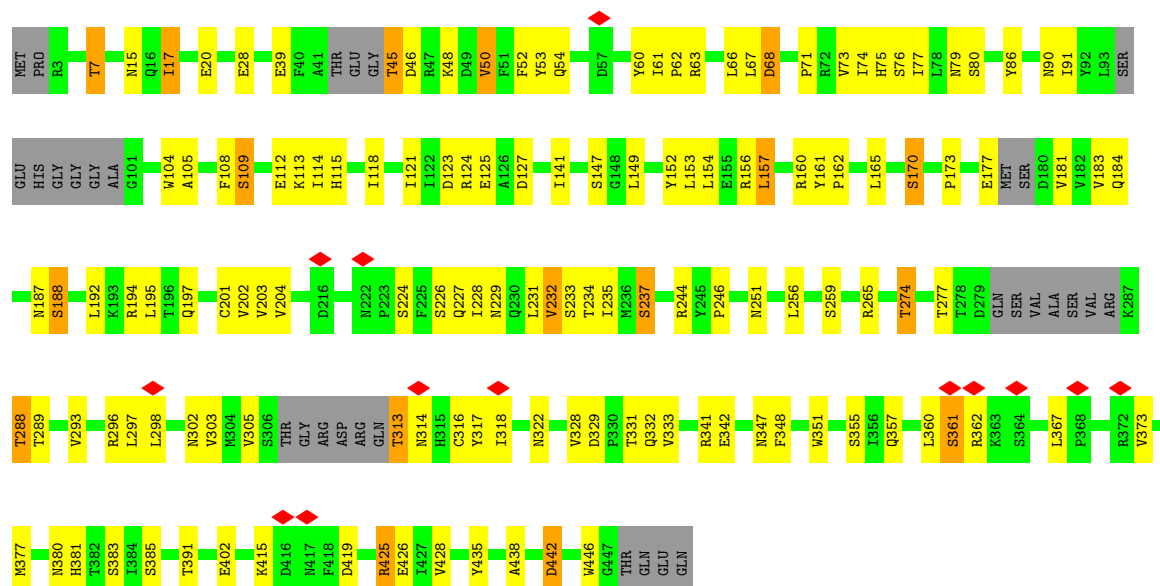 MET PRO R3 T7 N15 Q16 I17 E20 E28 E39 F40 A41 THR GLU GLY T45 D46 R47 K48 D49 V50 F51 F52 Y53 Q54 D57 Y60 I61 P62 R63 L66 L67 D68 P71 R72 V73 I74 H75 S76 I77 L78 N79 S80 Y86 N90 I91 Y92 L93 SER
GLU HIS GLY GLY GLY ALA G101 W104 A105 F108 S109 E112 K113 I114 H115 I118 I121 I122 D123 R124 E125 A126 D127 I141 S147 G148 L149 Y152 L153 L154 E155 R156 L157 R160 Y161 P162 L165 S170 P173 E177 MET SER D180 V181 V182 V183 Q184
N187 S188 L192 K193 R194 L195 T196 Q197 C201 V202 V203 V204 D216 N222 P223 S224 F225 S226 Q227 I228 N229 Q230 L231 V232 S233 T234 I235 M236 S237 R244 Y245 P246 N251 L256 S259 R265 T274 T277 T278 D279 GLN SER VAL ALA SER VAL ARG K287
T288 T289 V293 R296 L297 L298 N302 V303 M304 V305 S306 THR GLY ARG ASP ARG GLN T313 N314 H315 C316 Y317 I318 N322 V328 D329 P330 T331 Q332 V333 R341 E342 N347 F348 W351 S355 I356 Q357 L360 S361 R362 K363 S364 L367 P368 R372 V373
M377 N380 H381 T382 S383 I384 S385 T391 E402 K415 D416 N417 F418 D419 R425 E426 I427 V428 Y435 A438 D442 W446 G447 THR GLN GLU GLN